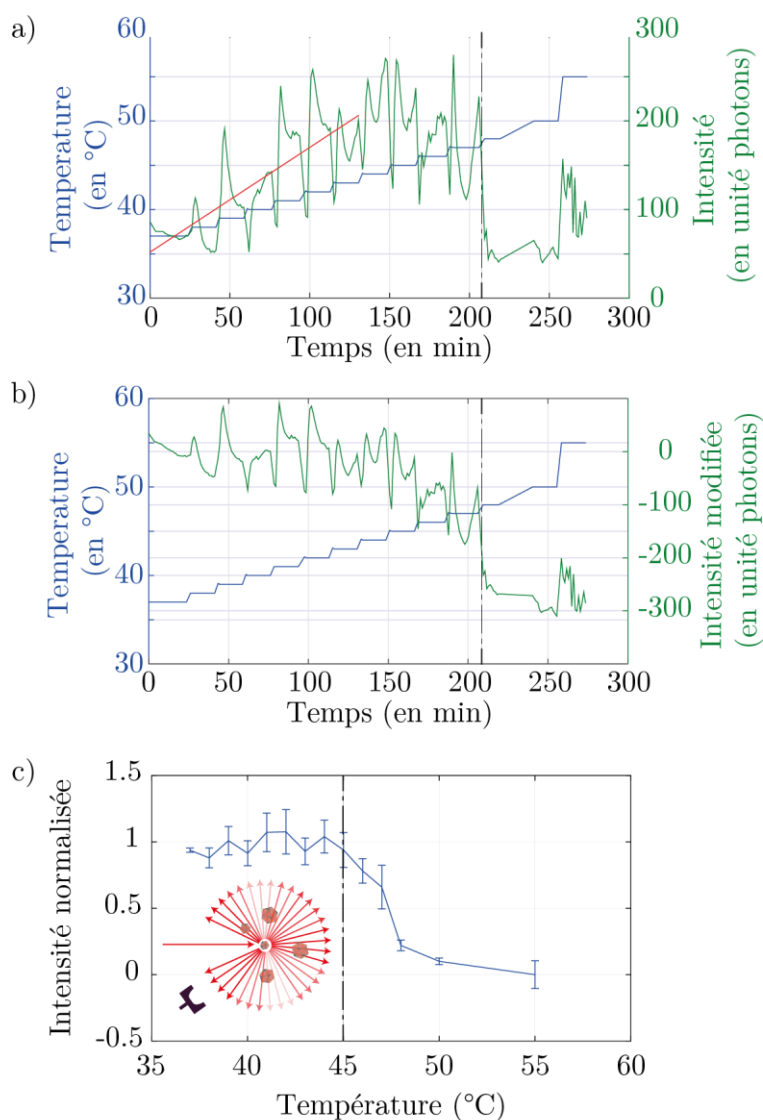 a)
60
50
40
30
Temperature
(en °C)
300
200
100
0
Intensité
(en unité photons)
0 50 100 150 200 250 300
Temps (en min)
b)
60
50
40
30
Temperature
(en °C)
0
-100
-200
-300
Intensité modifiée
(en unité photons)
0 50 100 150 200 250 300
Temps (en min)
c)
1.5
1
0.5
0
-0.5
Intensité normalisée
35 40 45 50 55 60
Température (°C)